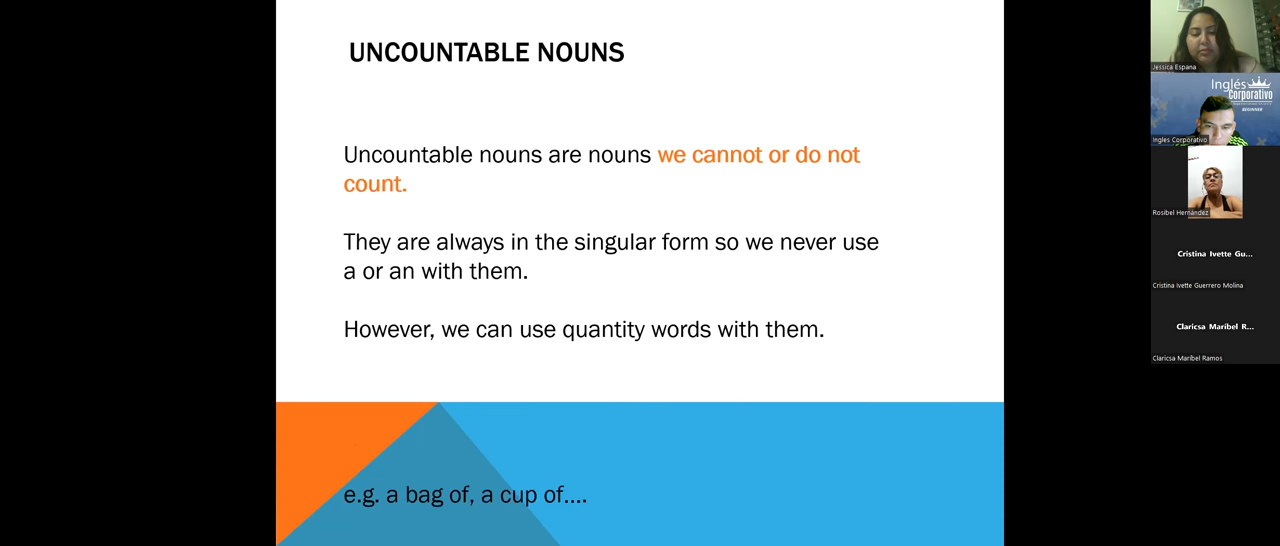 UNCOUNTABLE NOUNS
Uncountable nouns are nouns we cannot or do not
count.
They are always in the singular form so we never use
a or an with them.
However, we can use quantity words with them.
e.g. a bag of, a cup of....
Jessica Espana
Inglés
Corporativo
BEGINNER
Inglés Corporativo
Rosibel Hernández
Cristina Ivette Gu...
Cristina Ivette Guerrero Molina
Claricsa Maribel R...
Claricsa Maribel Ramos